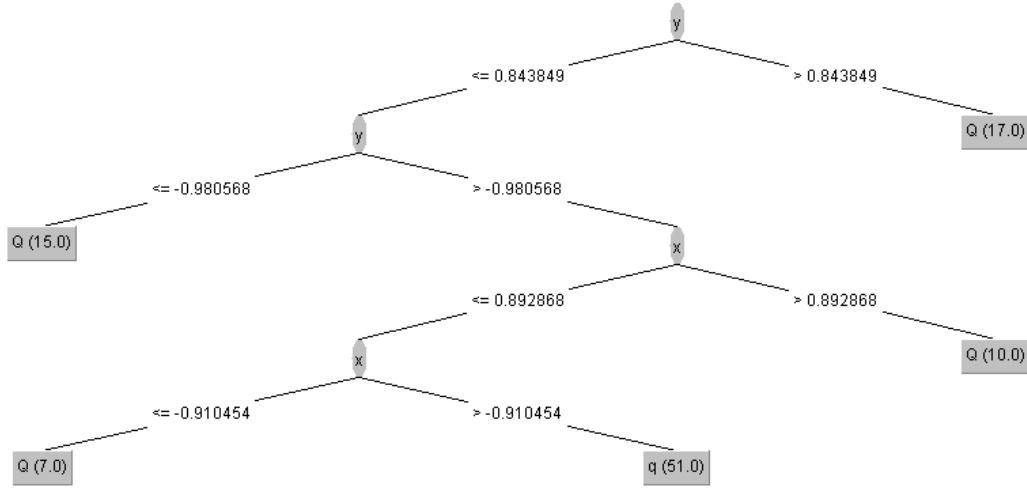 y
<= 0.843849
> 0.843849
y
Q (17.0)
<= -0.980568
> -0.980568
Q (15.0)
x
<= 0.892868
> 0.892868
x
Q (10.0)
<= -0.910454
> -0.910454
Q (7.0)
q (51.0)